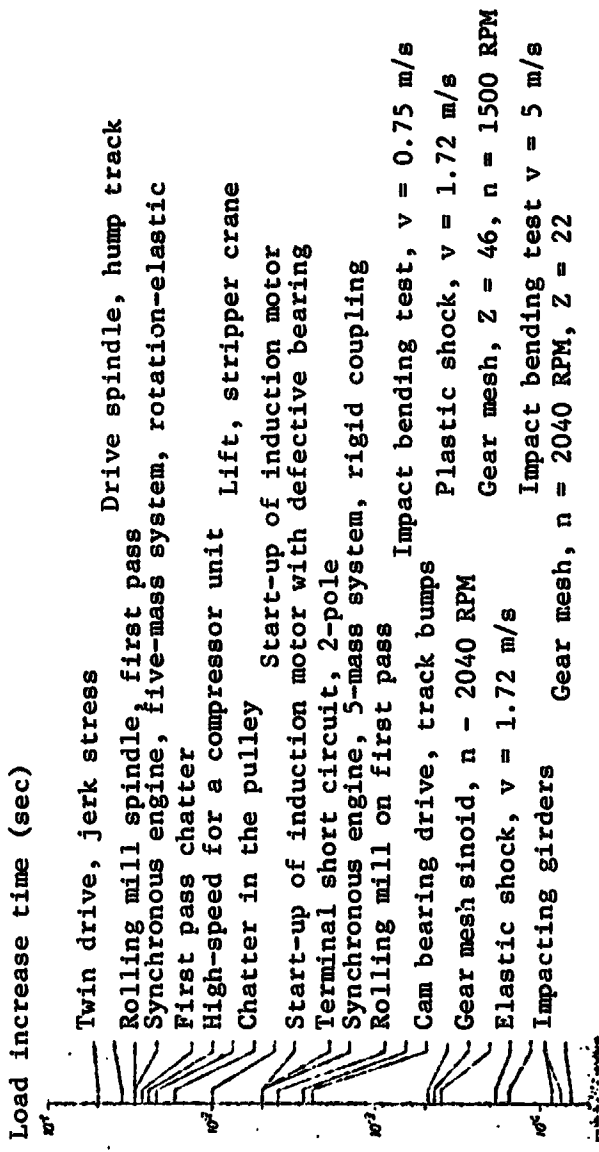 Load increase time (sec)
Twin drive, jerk stress
Drive spindle, hump track
Rolling mill spindle, first pass
Synchronous engine, five-mass system, rotation-elastic
First pass chatter
High-speed for a compressor unit
Lift, stripper crane
Chatter in the pulley
Start-up of induction motor
Start-up of induction motor with defective bearing
Terminal short circuit, 2-pole
Synchronous engine, 5-mass system, rigid coupling
Rolling mill on first pass
Impact bending test, v = 0.75 m/s
Cam bearing drive, track bumps
Plastic shock, v = 1.72 m/s
Gear mesh sinoid, n - 2040 RPM
Gear mesh, Z = 46, n = 1500 RPM
Elastic shock, v = 1.72 m/s
Impact bending test v = 5 m/s
Impacting girders
Gear mesh, n = 2040 RPM, Z = 22